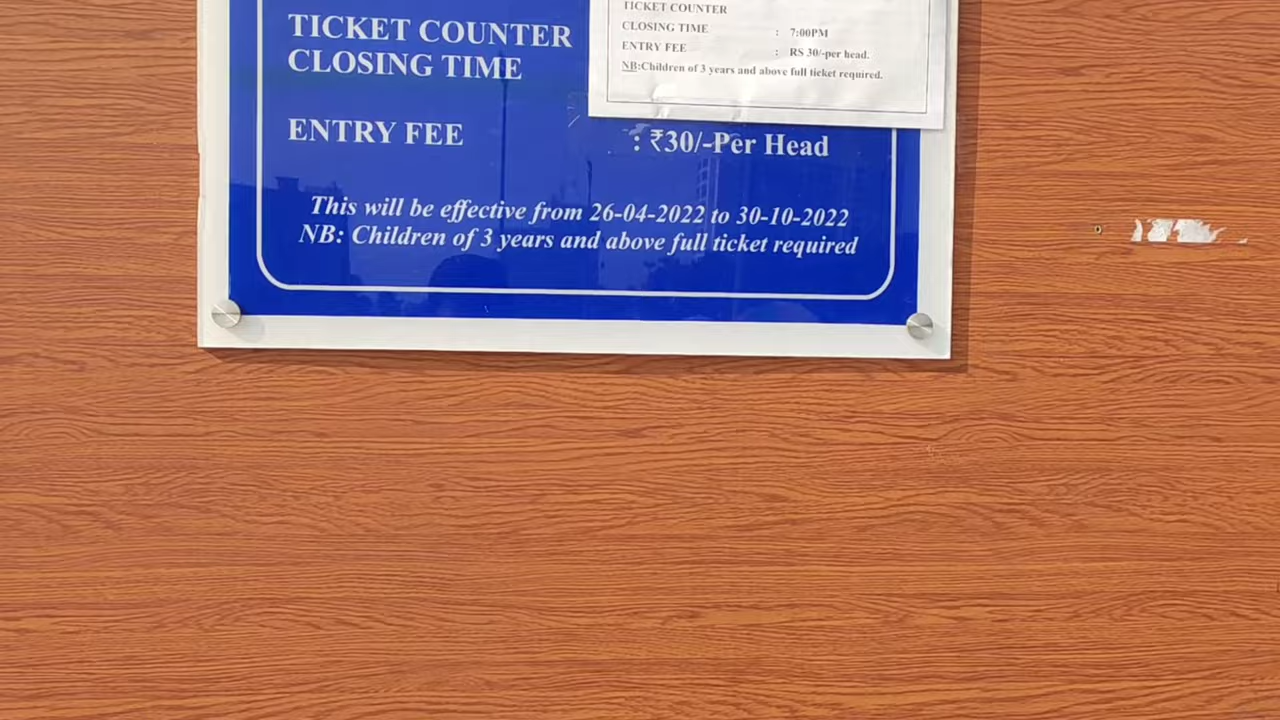 TICKET COUNTER
CLOSING TIME
ENTRY FEE : ₹30/-Per Head
This will be effective from 26-04-2022 to 30-10-2022
NB: Children of 3 years and above full ticket required
TICKET COUNTER
CLOSING TIME : 7:00PM
ENTRY FEE : RS 30/-per head.
NB:Children of 3 years and above full ticket required.